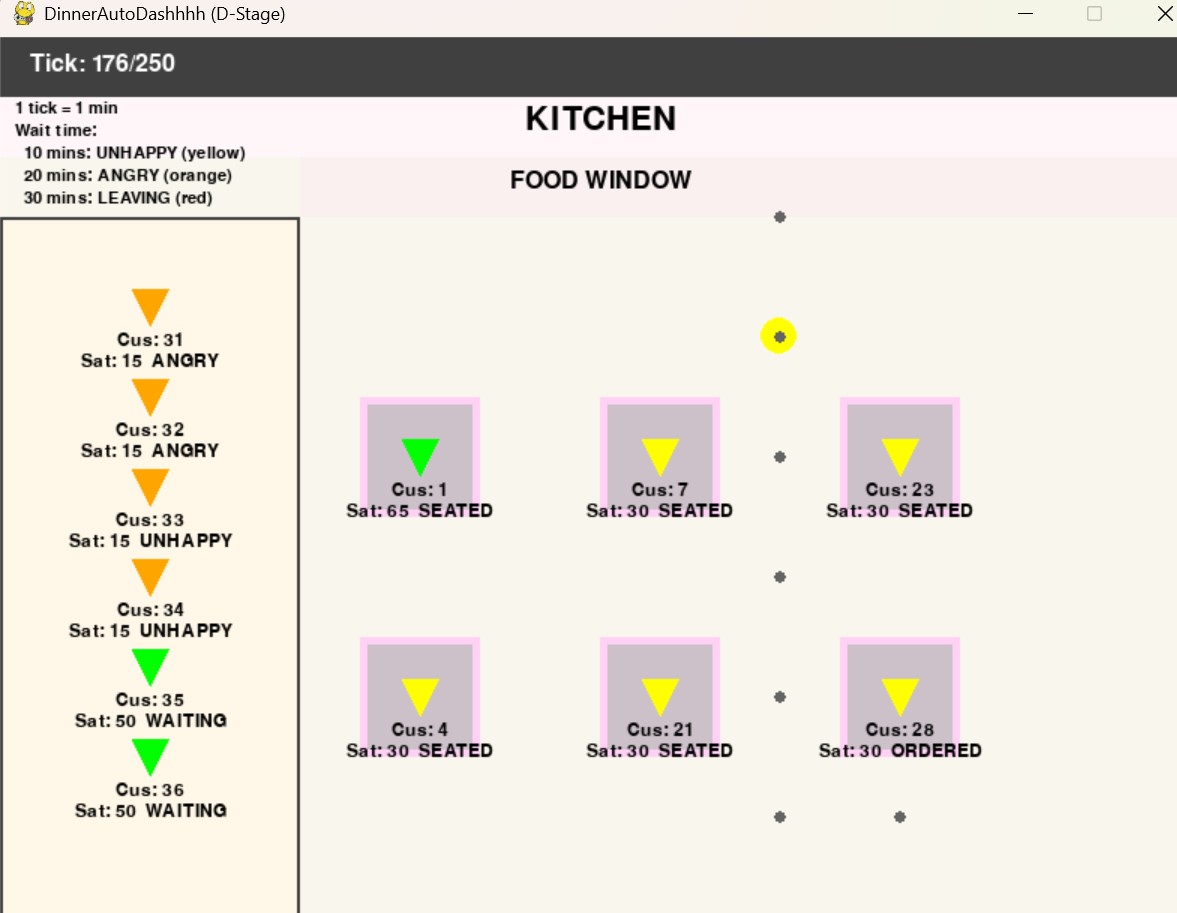 DinnerAutoDashhhh (D-Stage)
Tick: 176/250
1 tick = 1 min
Wait time:
10 mins: UNHAPPY (yellow)
20 mins: ANGRY (orange)
30 mins: LEAVING (red)
KITCHEN
FOOD WINDOW
Cus: 31
Sat: 15 ANGRY
Cus: 32
Sat: 15 ANGRY
Cus: 33
Sat: 15 UNHAPPY
Cus: 34
Sat: 15 UNHAPPY
Cus: 35
Sat: 50 WAITING
Cus: 36
Sat: 50 WAITING
Cus: 1
Sat: 65 SEATED
Cus: 7
Sat: 30 SEATED
Cus: 23
Sat: 30 SEATED
Cus: 4
Sat: 30 SEATED
Cus: 21
Sat: 30 SEATED
Cus: 28
Sat: 30 ORDERED